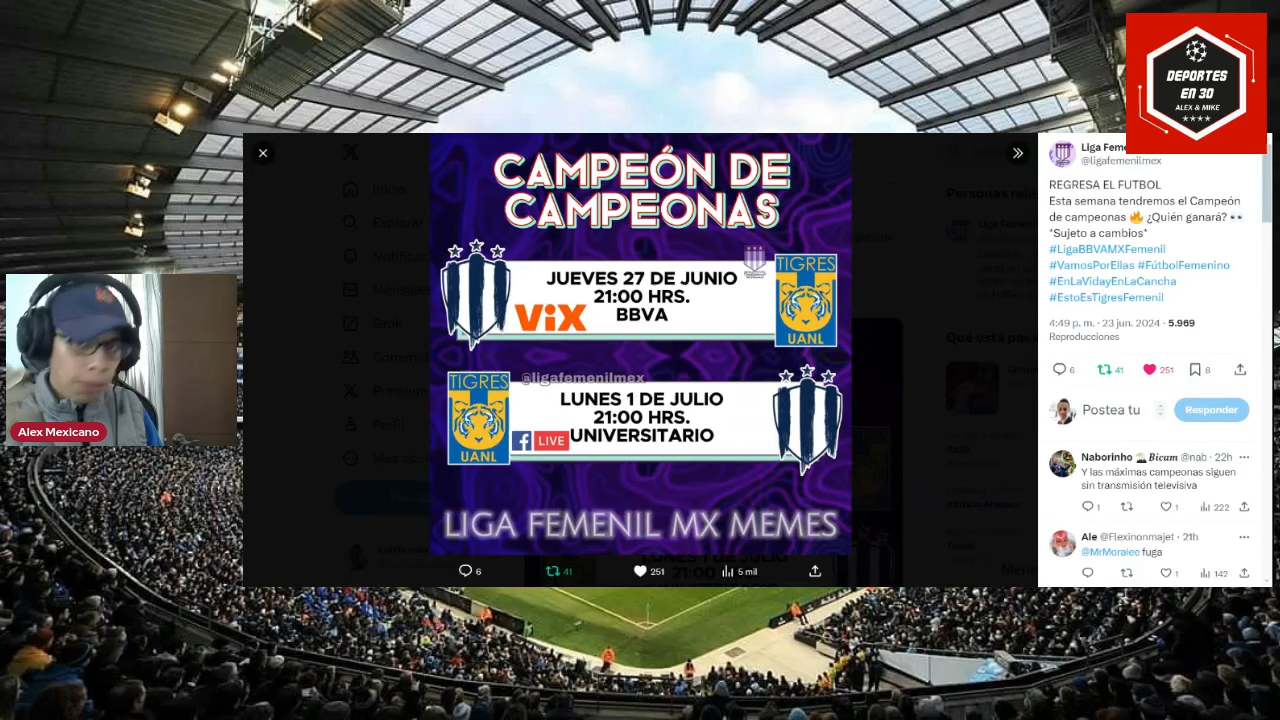 DEPORTES
EN 3D
ALEX & MIKE
Alex Mexicano
CAMPEÓN DE
CAMPEONAS
JUEVES 27 DE JUNIO
21:00 HRS.
ViX BBVA
TIGRES
UANL
@ligafemenilmex
TIGRES
UANL
LUNES 1 DE JULIO
21:00 HRS.
f LIVE UNIVERSITARIO
LIGA FEMENIL MX MEMES
6
41
251
5 mil
Liga Feme
@ligafemenilmex
REGRESA EL FUTBOL
Esta semana tendremos el Campeón
de campeonas 🔥 ¿Quién ganará? 👀
*Sujeto a cambios*
#LigaBBVAMXFemenil
#VamosPorEllas #FútbolFemenino
#EnLaVidayEnLaCancha
#EstoEsTigresFemenil
4:49 p. m. · 23 jun. 2024 · 5.969
Reproducciones
6 41 251 8
Postea tu
Responder
Naborinho Bicam @nab · 22h
Y las máximas campeonas siguen
sin transmisión televisiva
1 1 222
Ale @Flexinonmajet · 21h
@MrMoralee fuga
1 142